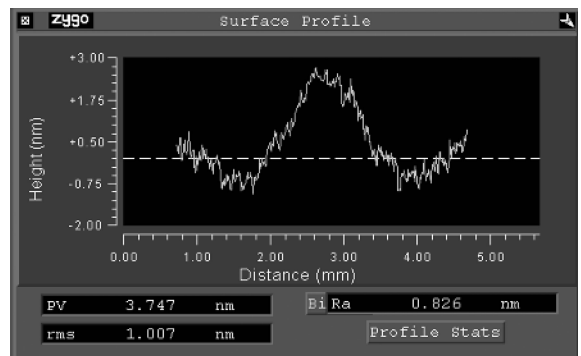 zygo Surface Profile
+3.00
+1.75
+0.50
-0.75
-2.00
Height (nm)
0.00 1.00 2.00 3.00 4.00 5.00
Distance (mm)
PV 3.747 nm
Bi Ra 0.826 nm
rms 1.007 nm
Profile Stats